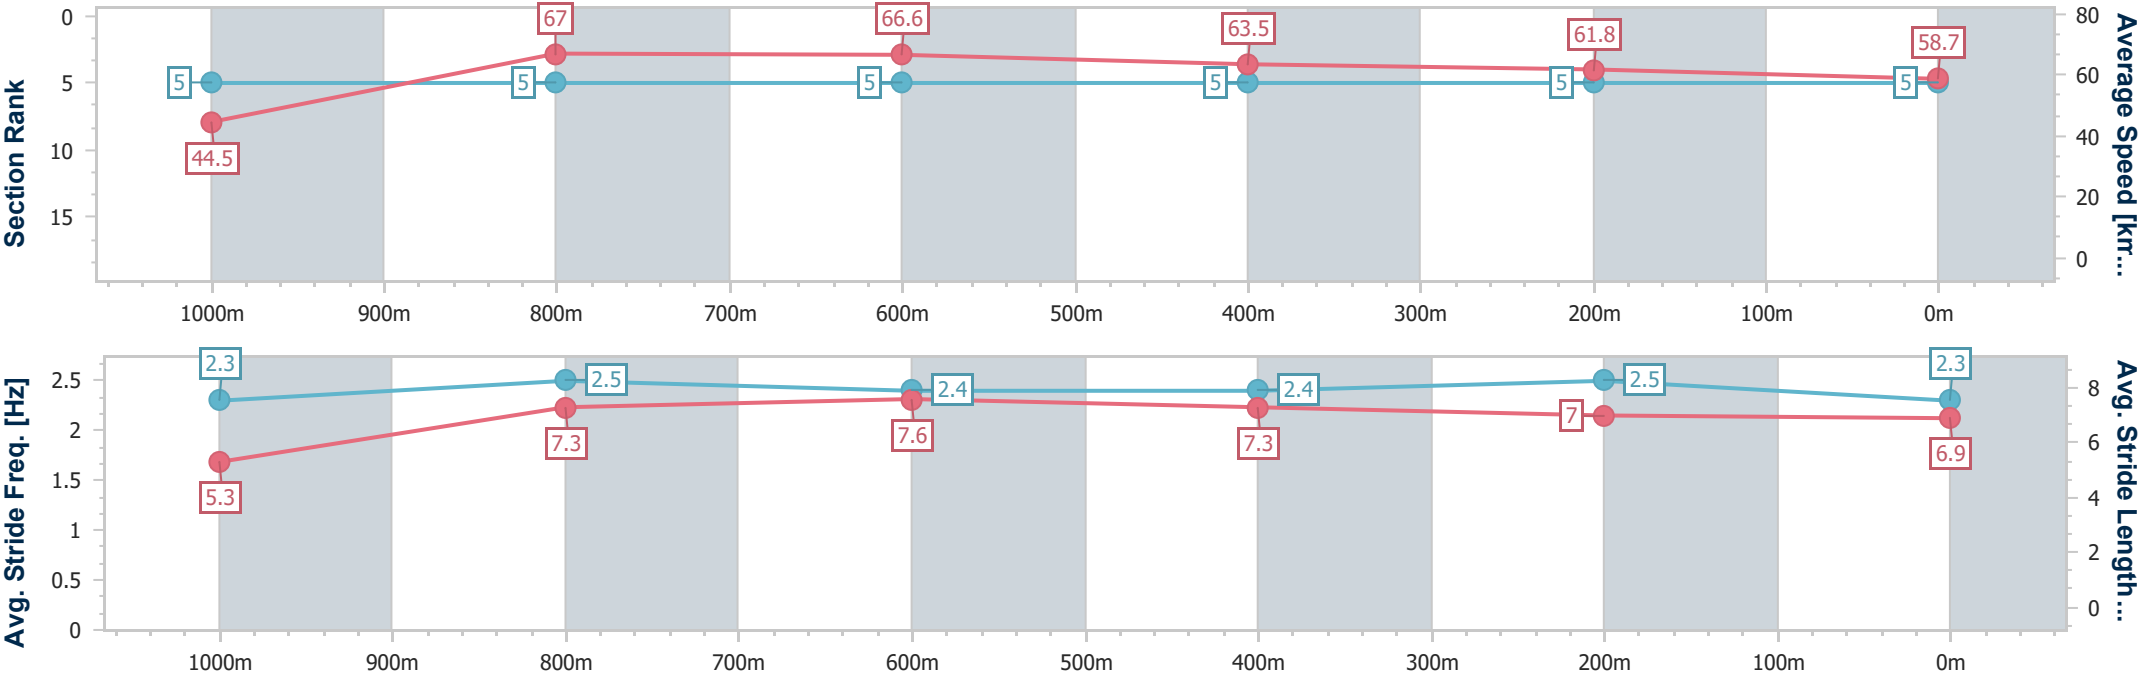 Section Rank
0
5
10
15
67
66.6
63.5
61.8
58.7
44.5
5
5
5
5
5
5
80
60
40
20
0
Average Speed [km...
1000m
900m
800m
700m
600m
500m
400m
300m
200m
100m
0m
Avg. Stride Freq. [Hz]
2.5
2
1.5
1
0.5
0
2.3
2.5
2.4
2.4
2.5
2.3
5.3
7.3
7.6
7.3
7
6.9
8
6
4
2
0
Avg. Stride Length...
1000m
900m
800m
700m
600m
500m
400m
300m
200m
100m
0m